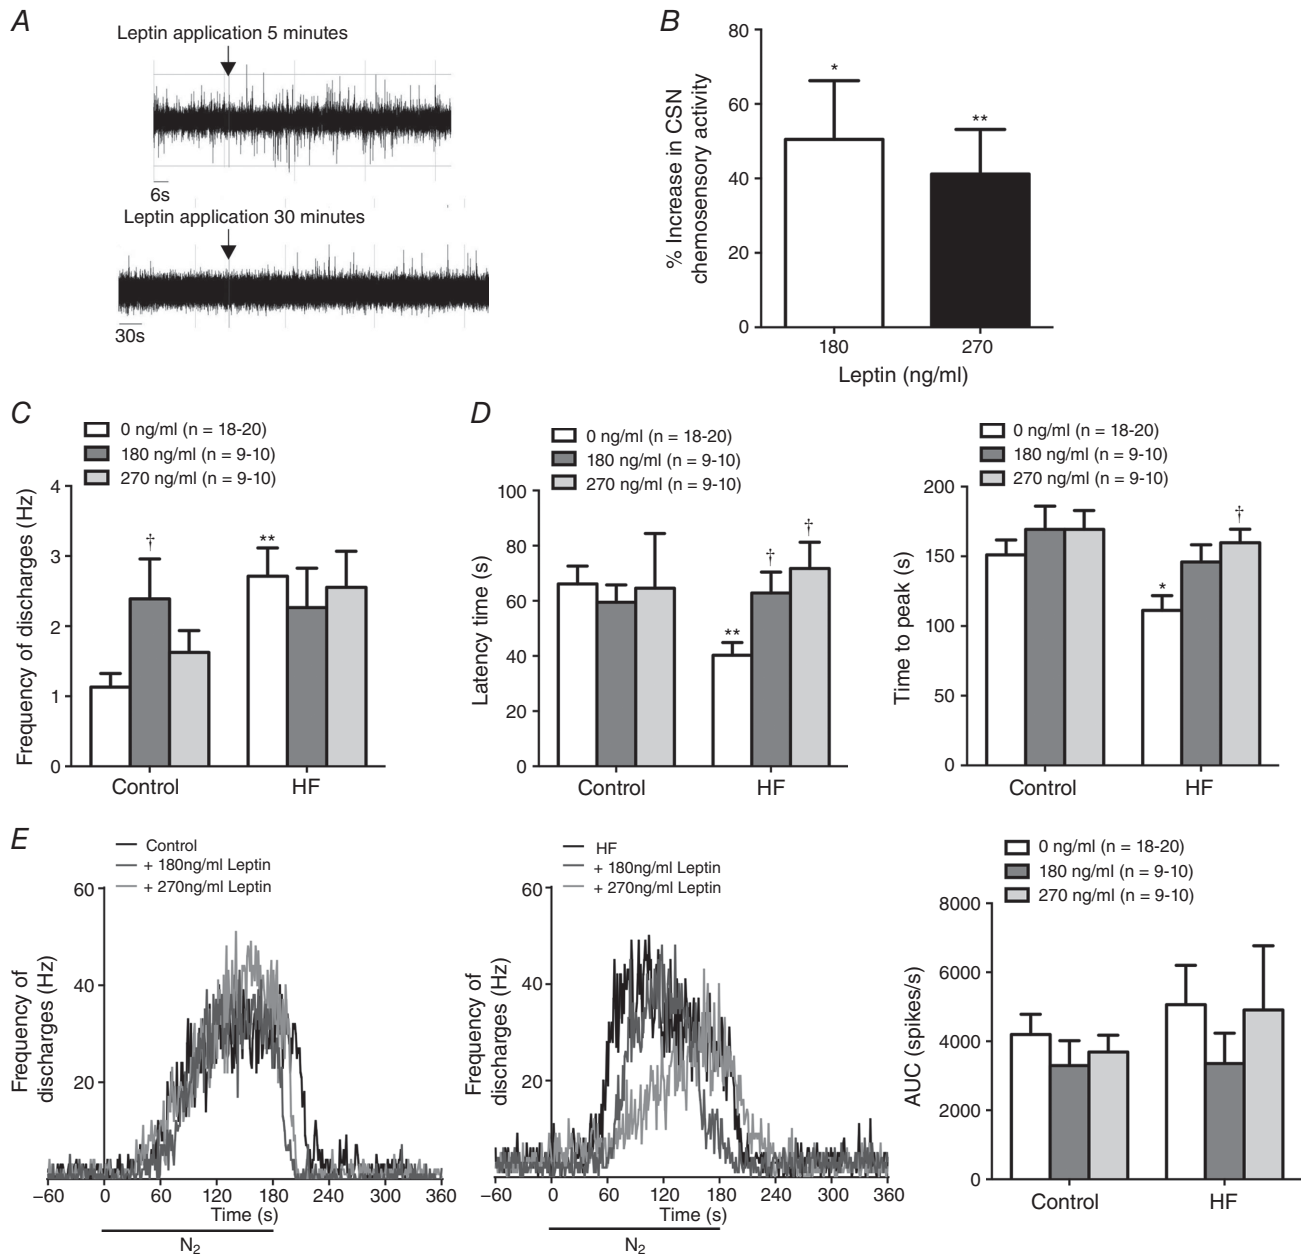 A
Leptin application 5 minutes
6s
Leptin application 30 minutes
30s
B
80
60
40
20
0
% Increase in CSN
chemosensory activity
*
**
180
270
Leptin (ng/ml)
C
0 ng/ml (n = 18-20)
180 ng/ml (n = 9-10)
270 ng/ml (n = 9-10)
Frequency of discharges (Hz)
4
3
2
1
0
†
**
Control
HF
D
0 ng/ml (n = 18-20)
180 ng/ml (n = 9-10)
270 ng/ml (n = 9-10)
Latency time (s)
100
80
60
40
20
0
**
†
†
Control
HF
0 ng/ml (n = 18-20)
180 ng/ml (n = 9-10)
270 ng/ml (n = 9-10)
Time to peak (s)
200
150
100
50
0
*
†
Control
HF
E
Control
+ 180ng/ml Leptin
+ 270ng/ml Leptin
Frequency of
discharges (Hz)
60
40
20
−60 0 60 120 180 240 300 360
Time (s)
N2
HF
+ 180ng/ml Leptin
+ 270ng/ml Leptin
Frequency of
discharges (Hz)
60
40
20
−60 0 60 120 180 240 300 360
Time (s)
N2
0 ng/ml (n = 18-20)
180 ng/ml (n = 9-10)
270 ng/ml (n = 9-10)
AUC (spikes/s)
8000
6000
4000
2000
0
Control
HF